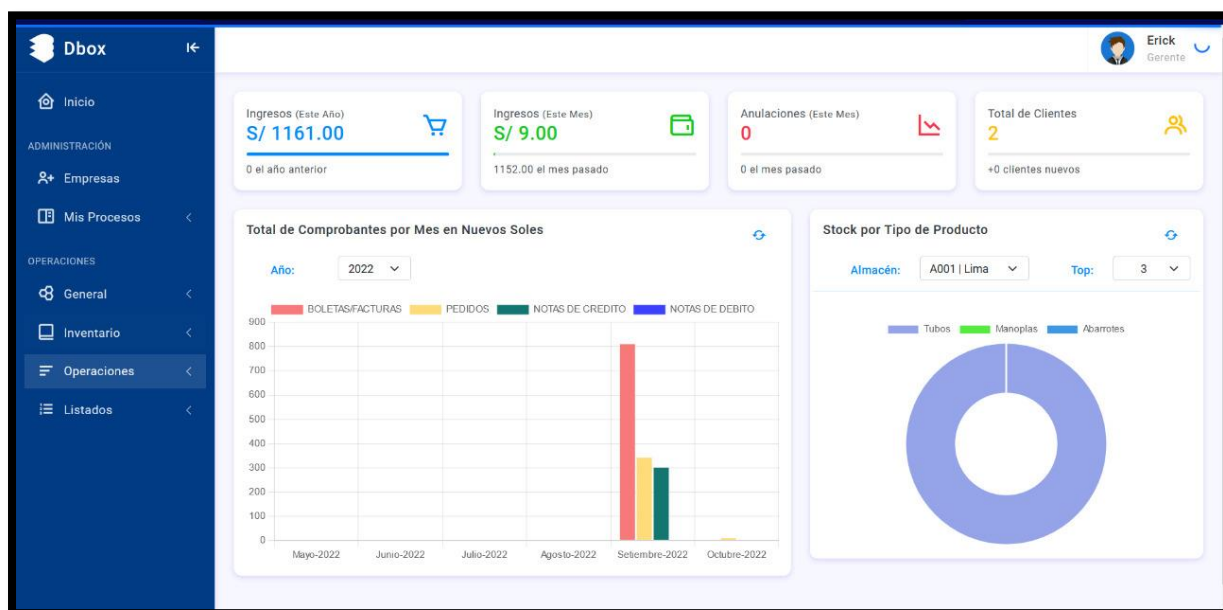 Dbox
Erick
Gerente
Inicio
ADMINISTRACIÓN
Empresas
Mis Procesos
OPERACIONES
General
Inventario
Operaciones
Listados
Ingresos (Este Año)
S/ 1161.00
0 el año anterior
Ingresos (Este Mes)
S/ 9.00
1152.00 el mes pasado
Anulaciones (Este Mes)
0
0 el mes pasado
Total de Clientes
2
+0 clientes nuevos
Total de Comprobantes por Mes en Nuevos Soles
Año: 2022
BOLETAS/FACTURAS PEDIDOS NOTAS DE CREDITO NOTAS DE DEBITO
900
800
700
600
500
400
300
200
100
0
Mayo-2022 Junio-2022 Julio-2022 Agosto-2022 Setiembre-2022 Octubre-2022
Stock por Tipo de Producto
Almacén: A001 | Lima Top: 3
Tubos Manoplas Abarrotes